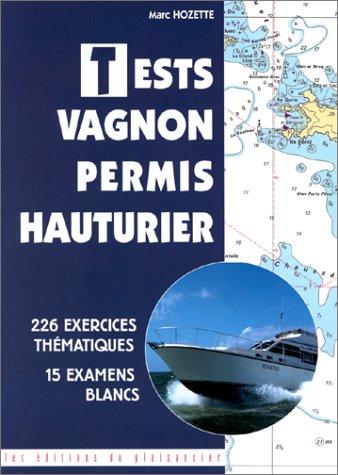 Marc HOZETTE
TESTS
VAGNON
PERMIS
HAUTURIER
226 EXERCICES
THÉMATIQUES
15 EXAMENS
BLANCS
les éditions du plaisancier